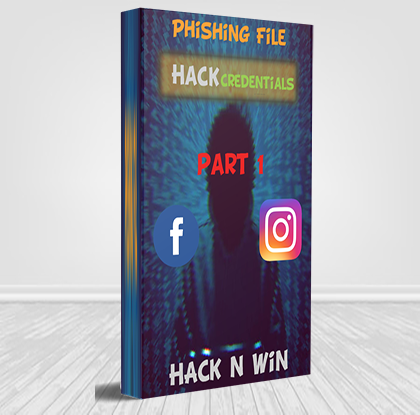 PHiSHiNG FiLE
HACK CREDENTiALS
PART 1
f
HACK N WiN